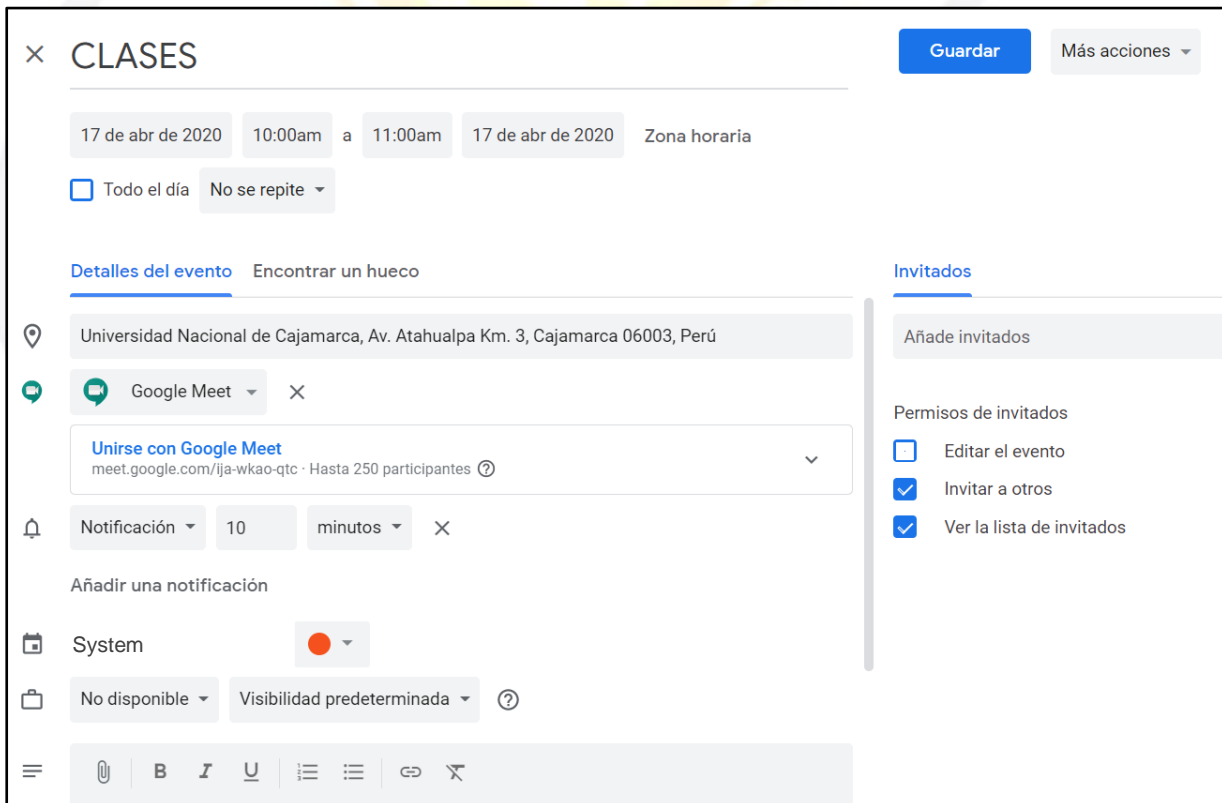 CLASES
Guardar
Más acciones
17 de abr de 2020 10:00am a 11:00am 17 de abr de 2020 Zona horaria
Todo el día No se repite
Detalles del evento Encontrar un hueco
Invitados
Universidad Nacional de Cajamarca, Av. Atahualpa Km. 3, Cajamarca 06003, Perú
Añade invitados
Google Meet
Unirse con Google Meet
meet.google.com/ija-wkao-qtc · Hasta 250 participantes
Permisos de invitados
Editar el evento
Invitar a otros
Ver la lista de invitados
Notificación 10 minutos
Añadir una notificación
System
No disponible Visibilidad predeterminada
B I U